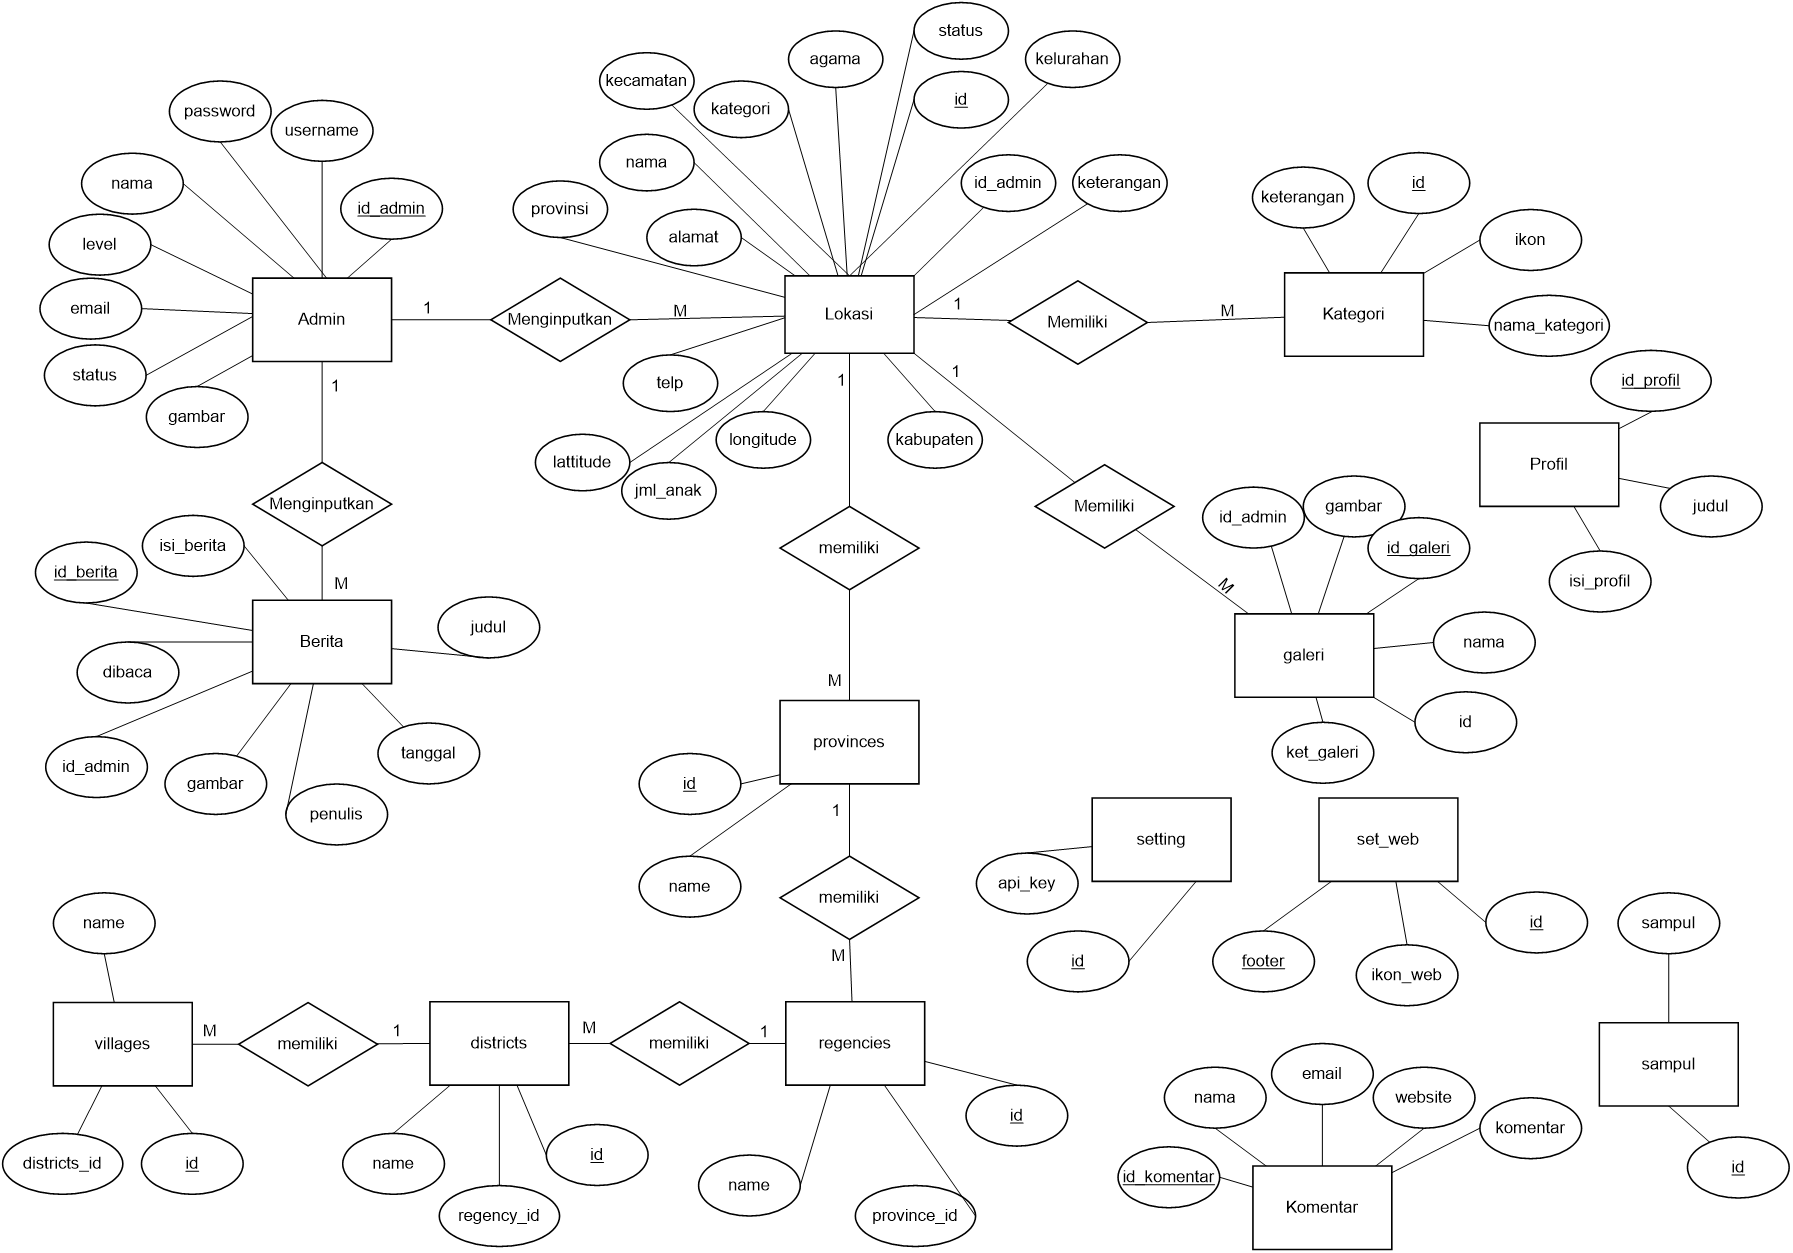 status
agama
kelurahan
kecamatan
id
kategori
password
username
nama
provinsi
alamat
id_admin
keterangan
nama
id_admin
level
email
status
gambar
Admin
1
Menginputkan
M
Lokasi
1
Memiliki
M
Kategori
keterangan
id
ikon
nama_kategori
telp
lattitude
jml_anak
longitude
kabupaten
1
1
1
Menginputkan
M
memiliki
M
Memiliki
M
id_profil
Profil
judul
isi_profil
id_admin
gambar
id_galeri
galeri
nama
id
ket_galeri
isi_berita
id_berita
Berita
judul
dibaca
id_admin
gambar
penulis
tanggal
provinces
id
name
1
memiliki
M
setting
api_key
id
set_web
footer
ikon_web
id
sampul
sampul
id
name
villages
M
memiliki
1
districts
M
memiliki
1
regencies
districts_id
id
name
regency_id
id
name
province_id
id
nama
email
website
komentar
id_komentar
Komentar